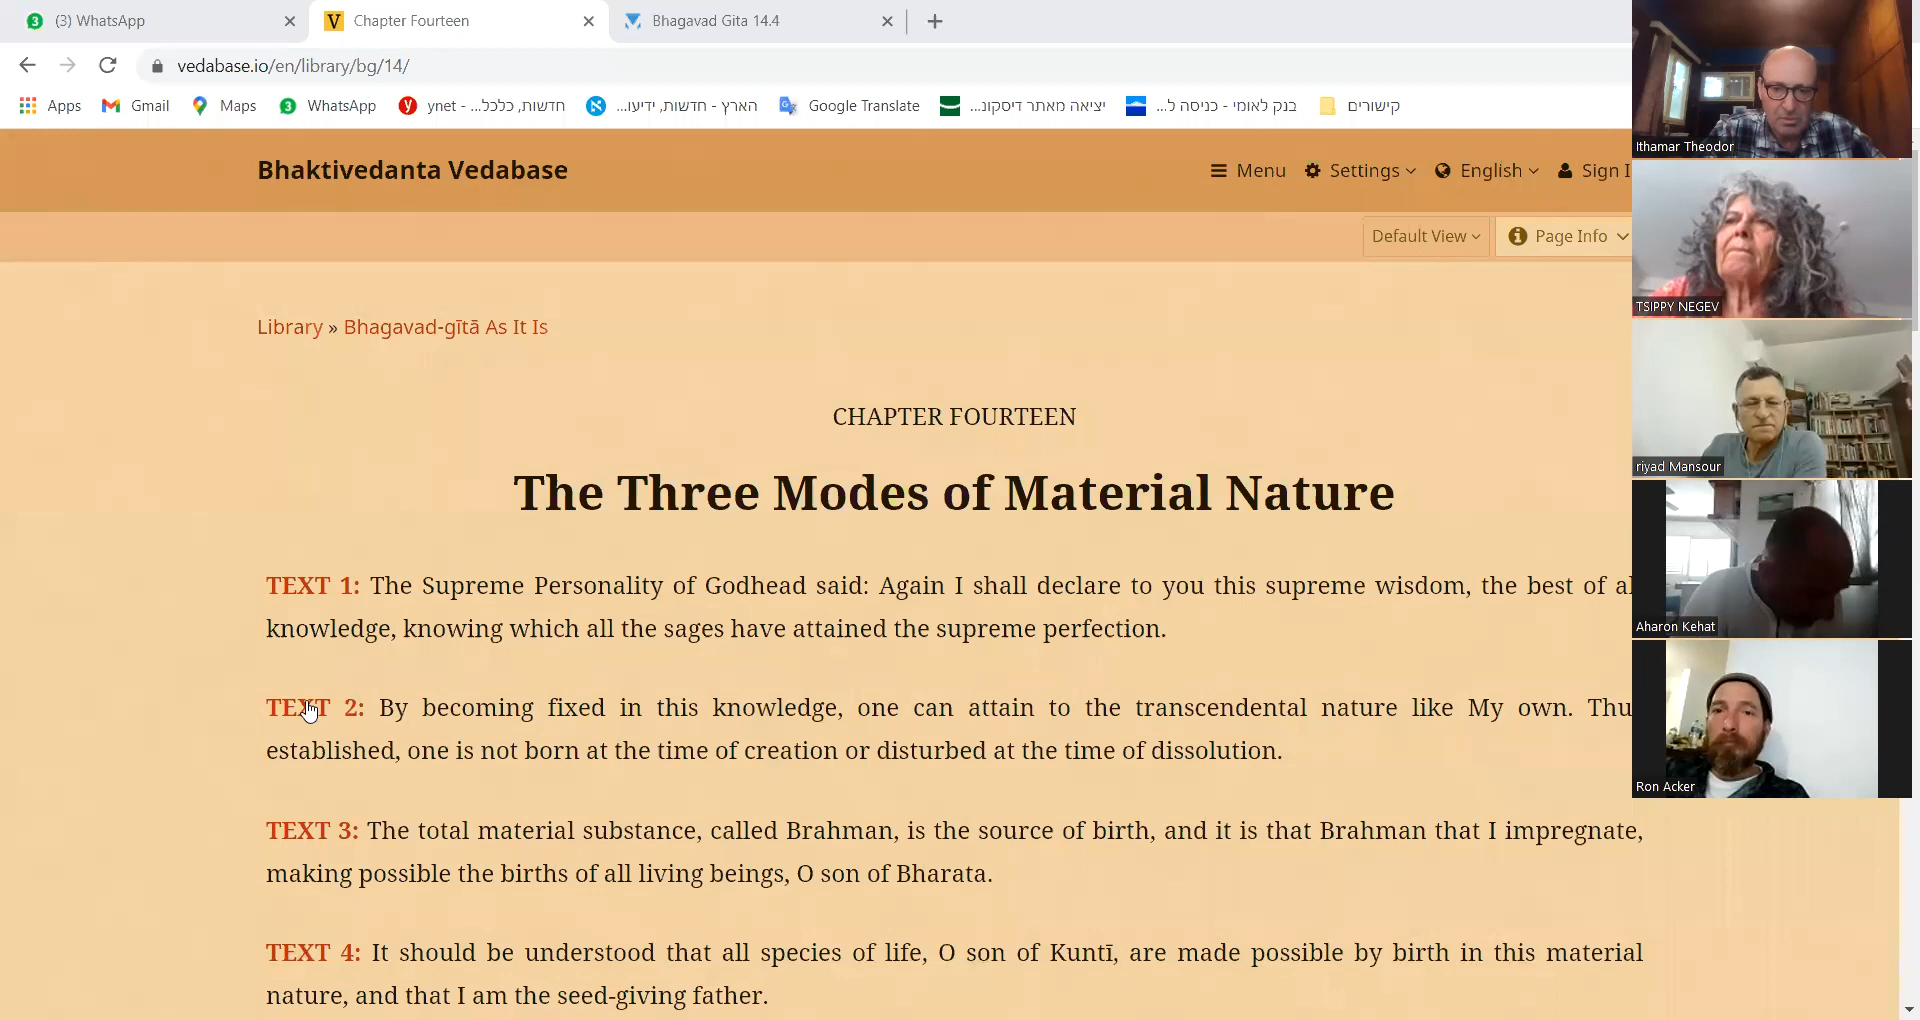 (3) WhatsApp
Chapter Fourteen
Bhagavad Gita 14.4
vedabase.io/en/library/bg/14/
Apps
Gmail
Maps
WhatsApp
ynet - חדשות, כלכל...
הארץ - חדשות, ידיעו...
Google Translate
יציאה מאתר דיסקונ...
בנק לאומי - כניסה ל...
קישורים
Bhaktivedanta Vedabase
Menu
Settings
English
Sign I
Default View
Page Info
Library » Bhagavad-gītā As It Is
CHAPTER FOURTEEN
The Three Modes of Material Nature
TEXT 1: The Supreme Personality of Godhead said: Again I shall declare to you this supreme wisdom, the best of al
knowledge, knowing which all the sages have attained the supreme perfection.
TEXT 2: By becoming fixed in this knowledge, one can attain to the transcendental nature like My own. Thu
established, one is not born at the time of creation or disturbed at the time of dissolution.
TEXT 3: The total material substance, called Brahman, is the source of birth, and it is that Brahman that I impregnate,
making possible the births of all living beings, O son of Bharata.
TEXT 4: It should be understood that all species of life, O son of Kuntī, are made possible by birth in this material
nature, and that I am the seed-giving father.
Ithamar Theodor
TSIPPY NEGEV
riyad Mansour
Aharon Kehat
Ron Acker